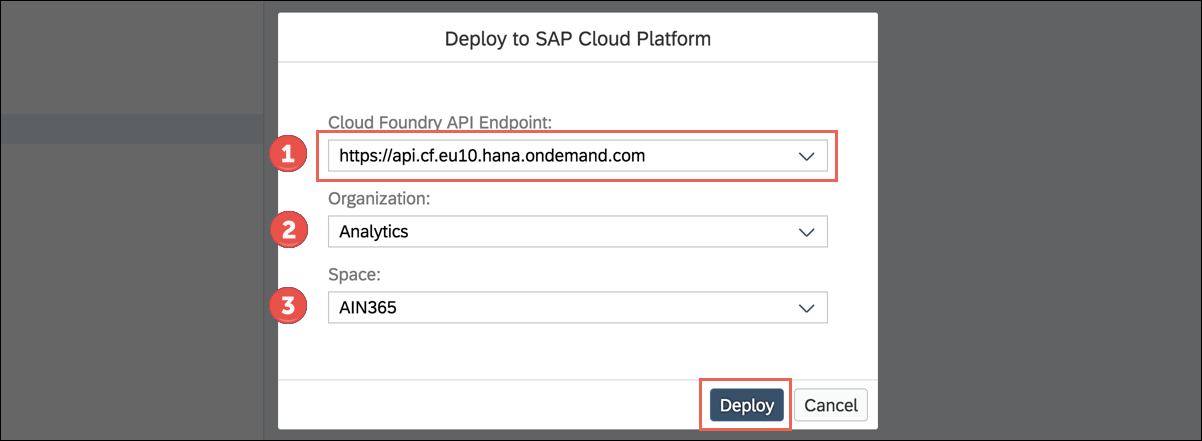 Deploy to SAP Cloud Platform
Cloud Foundry API Endpoint:
1
https://api.cf.eu10.hana.ondemand.com
Organization:
2
Analytics
Space:
3
AIN365
Deploy
Cancel